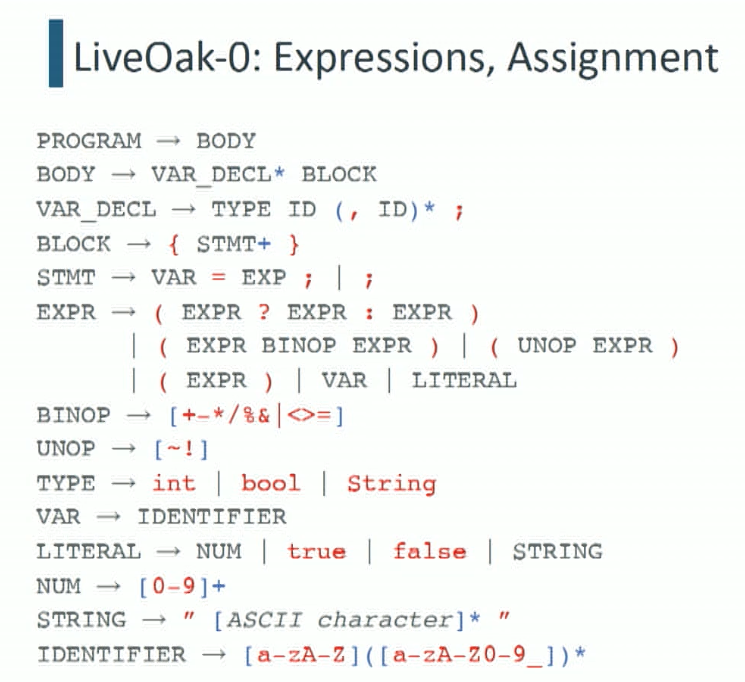 LiveOak-0: Expressions, Assignment
PROGRAM → BODY
BODY → VAR_DECL* BLOCK
VAR_DECL → TYPE ID (, ID)* ;
BLOCK → { STMT+ }
STMT → VAR = EXP ; | ;
EXPR → ( EXPR ? EXPR : EXPR )
| ( EXPR BINOP EXPR ) | ( UNOP EXPR )
| ( EXPR ) | VAR | LITERAL
BINOP → [+-*/%&|<>=]
UNOP → [~!]
TYPE → int | bool | String
VAR → IDENTIFIER
LITERAL → NUM | true | false | STRING
NUM → [0-9]+
STRING → " [ASCII character]* "
IDENTIFIER → [a-zA-Z]([a-zA-Z0-9_])*